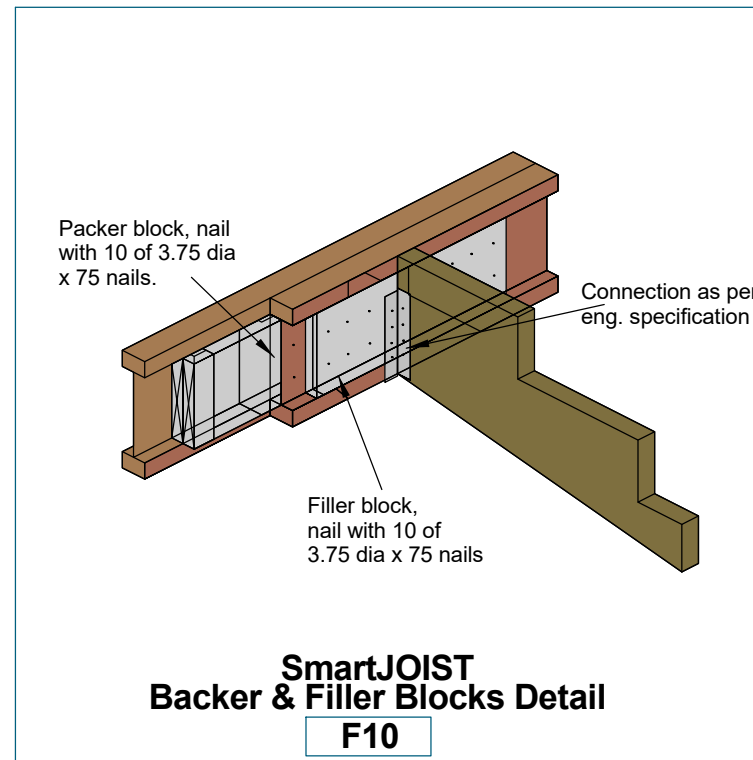 Packer block, nail
with 10 of 3.75 dia
x 75 nails.
Connection as per
eng. specification
Filler block,
nail with 10 of
3.75 dia x 75 nails
SmartJOIST
Backer & Filler Blocks Detail
F10